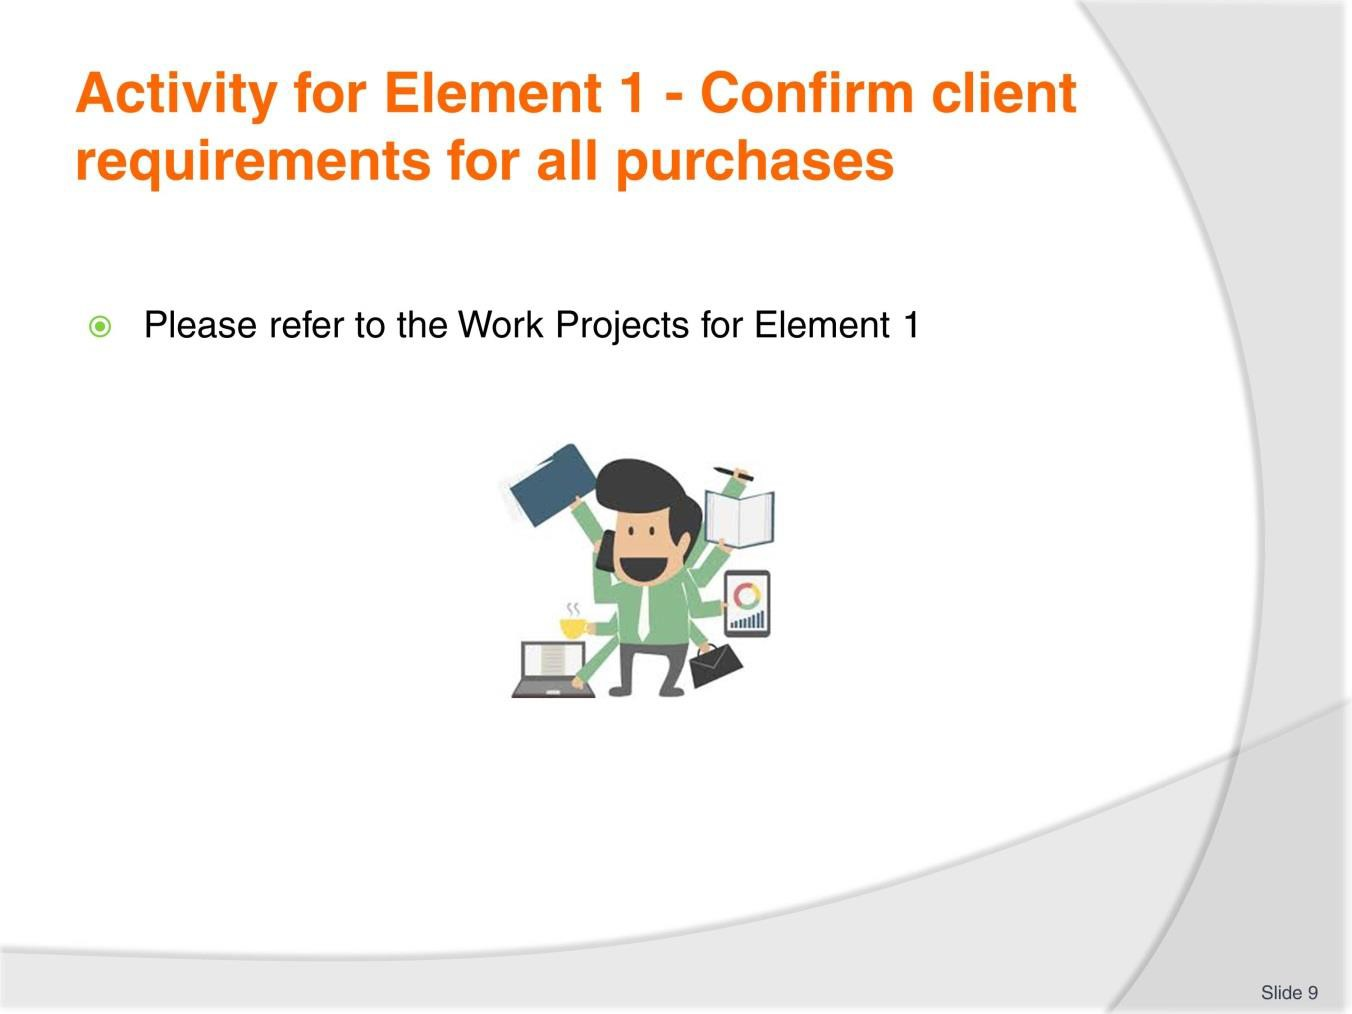 Activity for Element 1 - Confirm client
requirements for all purchases
Please refer to the Work Projects for Element 1
Slide 9